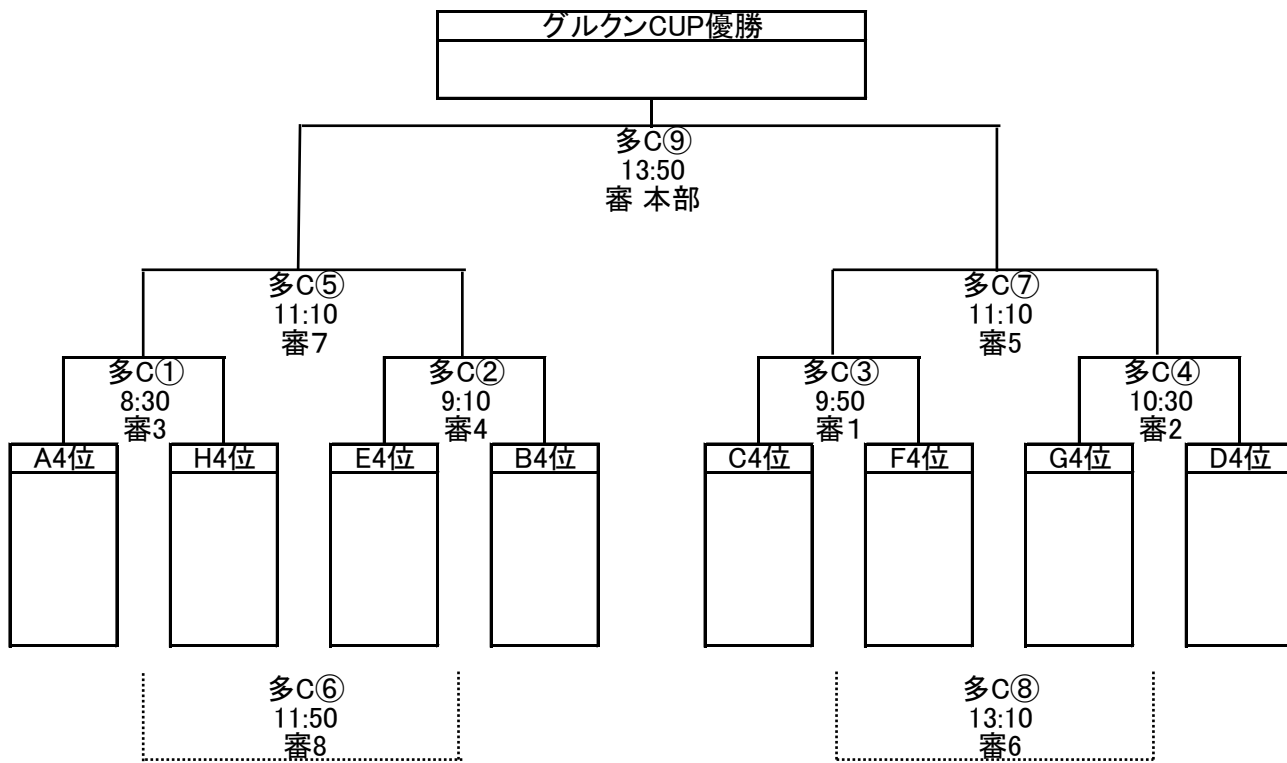 グルクンCUP優勝
多C⑨
13:50
審 本部
多C⑤
11:10
審7
多C⑦
11:10
審5
多C①
8:30
審3
多C②
9:10
審4
多C③
9:50
審1
多C④
10:30
審2
A4位
H4位
E4位
B4位
C4位
F4位
G4位
D4位
多C⑥
11:50
審8
多C⑧
13:10
審6